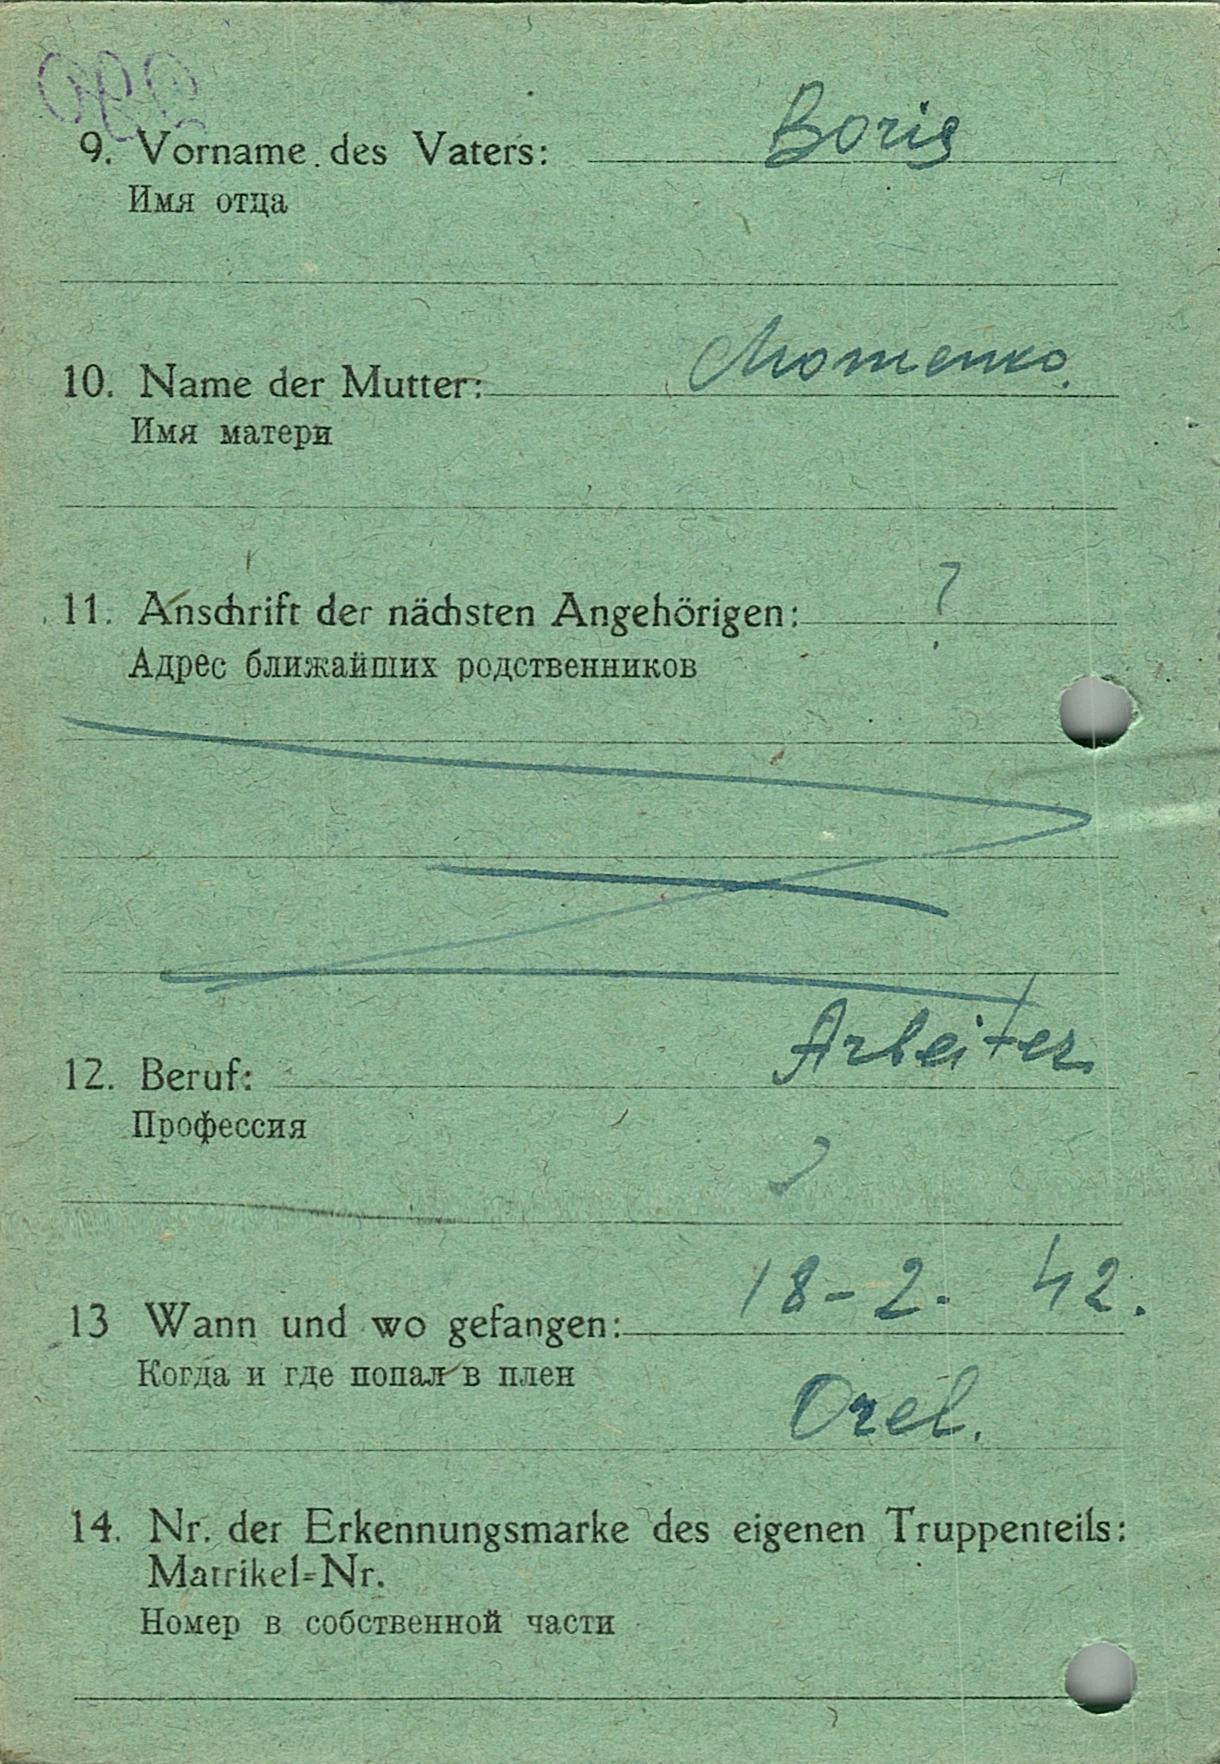 9. Vorname des Vaters: Boris
Имя отца
10. Name der Mutter:
Имя матери
11. Anschrift der nächsten Angehörigen: ?
Адрес ближайших родственников
12. Beruf: Arbeiter
Профессия
13 Wann und wo gefangen: 18-2. 42.
Когда и где попал в плен
Orel.
14. Nr. der Erkennungsmarke des eigenen Truppenteils:
Matrikel=Nr.
Номер в собственной части